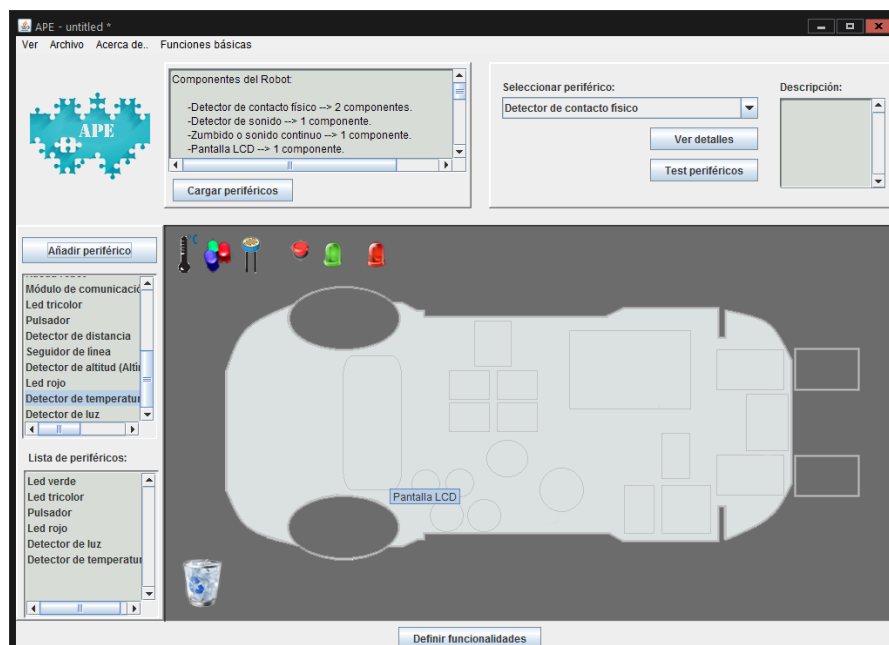 APE - untitled *
Ver Archivo Acerca de.. Funciones básicas
APE
Componentes del Robot:
-Detector de contacto físico --> 2 componentes.
-Detector de sonido --> 1 componente.
-Zumbido o sonido continuo --> 1 componente.
-Pantalla LCD --> 1 componente.
Cargar periféricos
Seleccionar periférico:
Detector de contacto físico
Ver detalles
Test periféricos
Descripción:
Añadir periférico
Módulo de comunicació
Led tricolor
Pulsador
Detector de distancia
Seguidor de línea
Detector de altitud (Altí
Led rojo
Detector de temperatur
Detector de luz
Lista de periféricos:
Led verde
Led tricolor
Pulsador
Led rojo
Detector de luz
Detector de temperatur
°C
Pantalla LCD
Definir funcionalidades